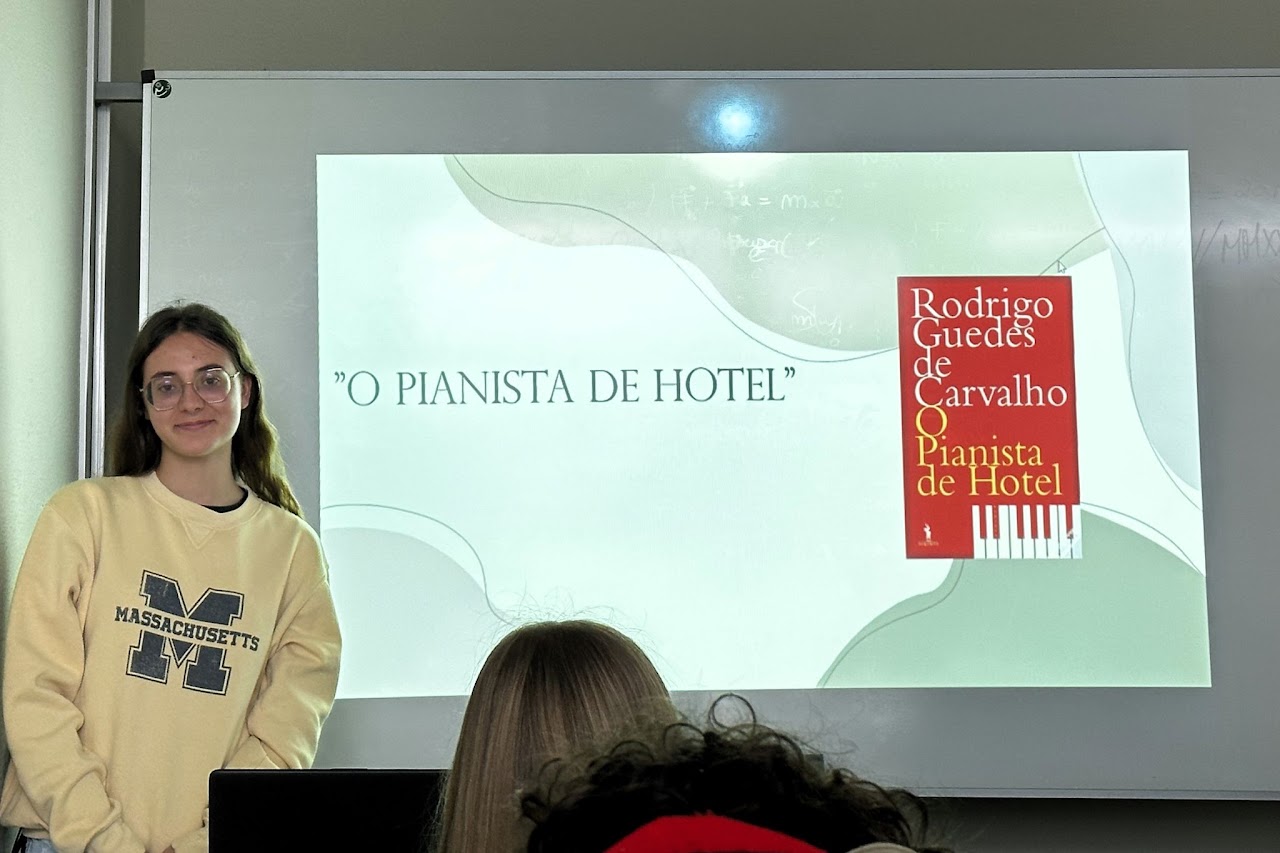 "O PIANISTA DE HOTEL"
Rodrigo
Guedes
de
Carvalho
O
Pianista
de Hotel
M
MASSACHUSETTS